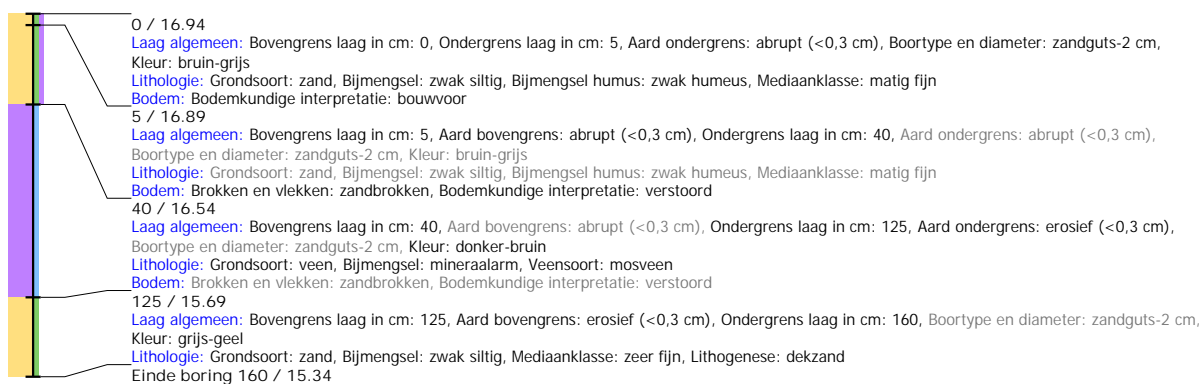 0 / 16.94
Laag algemeen: Bovengrens laag in cm: 0, Ondergrens laag in cm: 5, Aard ondergrens: abrupt (<0,3 cm), Boortype en diameter: zandguts-2 cm,
Kleur: bruin-grijs
Lithologie: Grondsoort: zand, Bijmengsel: zwak siltig, Bijmengsel humus: zwak humeus, Mediaanklasse: matig fijn
Bodem: Bodemkundige interpretatie: bouwvoor
5 / 16.89
Laag algemeen: Bovengrens laag in cm: 5, Aard bovengrens: abrupt (<0,3 cm), Ondergrens laag in cm: 40, Aard ondergrens: abrupt (<0,3 cm),
Boortype en diameter: zandguts-2 cm, Kleur: bruin-grijs
Lithologie: Grondsoort: zand, Bijmengsel: zwak siltig, Bijmengsel humus: zwak humeus, Mediaanklasse: matig fijn
Bodem: Brokken en vlekken: zandbrokken, Bodemkundige interpretatie: verstoord
40 / 16.54
Laag algemeen: Bovengrens laag in cm: 40, Aard bovengrens: abrupt (<0,3 cm), Ondergrens laag in cm: 125, Aard ondergrens: erosief (<0,3 cm),
Boortype en diameter: zandguts-2 cm, Kleur: donker-bruin
Lithologie: Grondsoort: veen, Bijmengsel: mineraalarm, Veensoort: mosveen
Bodem: Brokken en vlekken: zandbrokken, Bodemkundige interpretatie: verstoord
125 / 15.69
Laag algemeen: Bovengrens laag in cm: 125, Aard bovengrens: erosief (<0,3 cm), Ondergrens laag in cm: 160, Boortype en diameter: zandguts-2 cm,
Kleur: grijs-geel
Lithologie: Grondsoort: zand, Bijmengsel: zwak siltig, Mediaanklasse: zeer fijn, Lithogenese: dekzand
Einde boring 160 / 15.34